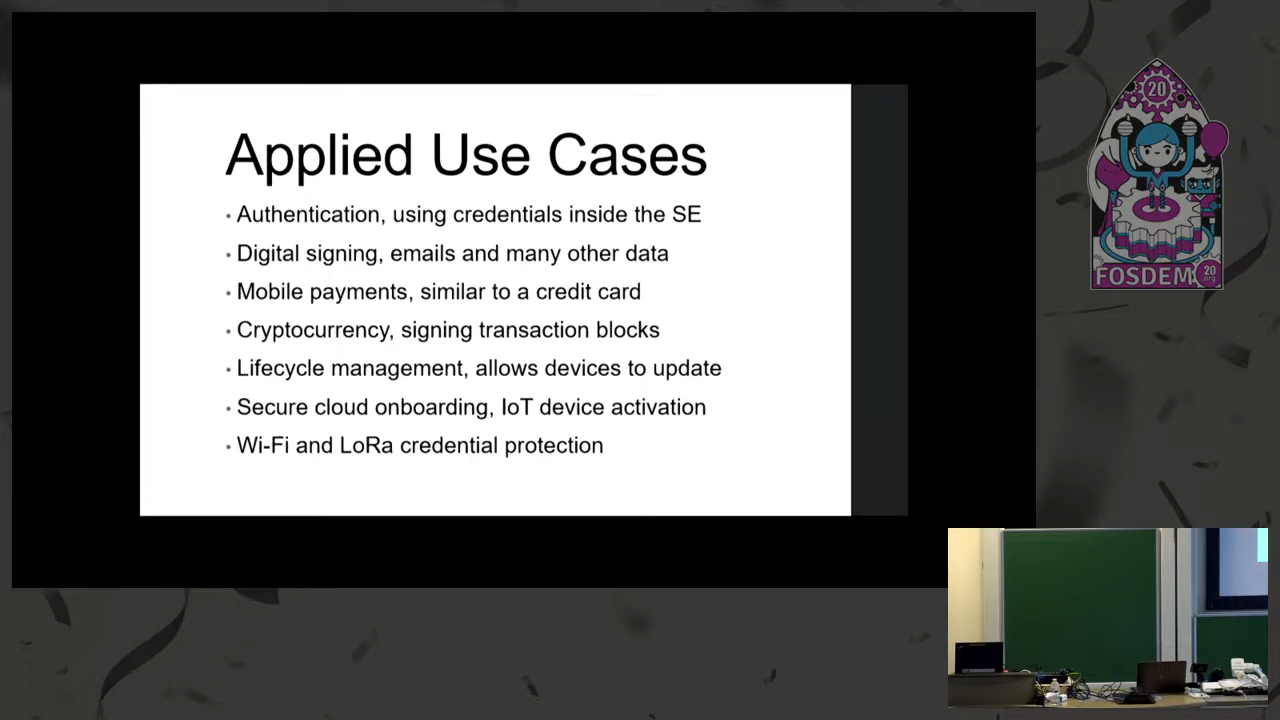 Applied Use Cases
• Authentication, using credentials inside the SE
• Digital signing, emails and many other data
• Mobile payments, similar to a credit card
• Cryptocurrency, signing transaction blocks
• Lifecycle management, allows devices to update
• Secure cloud onboarding, IoT device activation
• Wi-Fi and LoRa credential protection
20
FOSDEM
20
.org